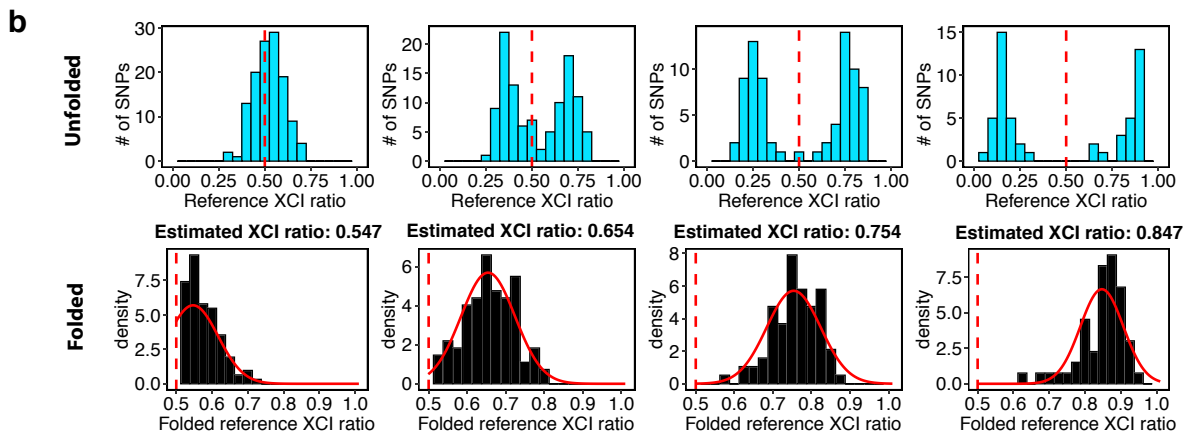 b
Unfolded
# of SNPs
30
20
10
0
0.00 0.25 0.50 0.75 1.00
Reference XCI ratio
# of SNPs
20
15
10
5
0
0.00 0.25 0.50 0.75 1.00
Reference XCI ratio
# of SNPs
10
5
0
0.00 0.25 0.50 0.75 1.00
Reference XCI ratio
# of SNPs
15
10
5
0
0.00 0.25 0.50 0.75 1.00
Reference XCI ratio
Folded
Estimated XCI ratio: 0.547
density
7.5
5.0
2.5
0.0
0.5 0.6 0.7 0.8 0.9 1.0
Folded reference XCI ratio
Estimated XCI ratio: 0.654
density
6
4
2
0
0.5 0.6 0.7 0.8 0.9 1.0
Folded reference XCI ratio
Estimated XCI ratio: 0.754
density
8
6
4
2
0
0.5 0.6 0.7 0.8 0.9 1.0
Folded reference XCI ratio
Estimated XCI ratio: 0.847
density
7.5
5.0
2.5
0.0
0.5 0.6 0.7 0.8 0.9 1.0
Folded reference XCI ratio